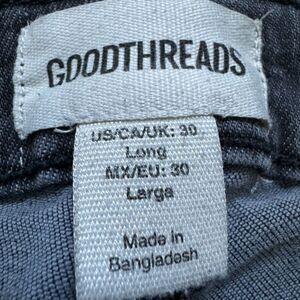 GOODTHREADS
US/CA/UK: 30
Long
MX/EU: 30
Large
Made in
Bangladesh